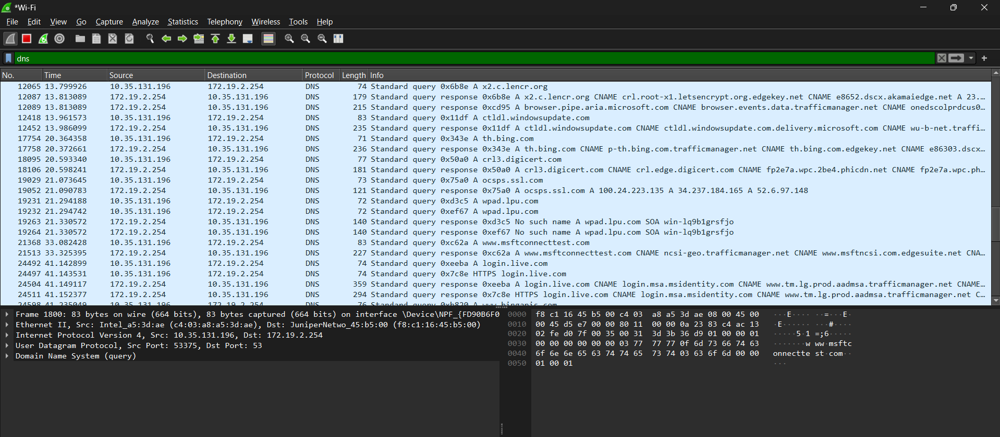 *Wi-Fi
File Edit View Go Capture Analyze Statistics Telephony Wireless Tools Help
dns
No. Time Source Destination Protocol Length Info
12065 13.799926 10.35.131.196 172.19.2.254 DNS 74 Standard query 0x6b8e A x2.c.lencr.org
12087 13.813089 172.19.2.254 10.35.131.196 DNS 179 Standard query response 0x6b8e A x2.c.lencr.org CNAME crl.root-x1.letsencrypt.org.edgekey.net CNAME e8652.dscx.akamaiedge.net A 23.…
12089 13.813089 172.19.2.254 10.35.131.196 DNS 215 Standard query response 0xcd95 A browser.pipe.aria.microsoft.com CNAME browser.events.data.trafficmanager.net CNAME onedscolprdcus0…
12418 13.961573 10.35.131.196 172.19.2.254 DNS 83 Standard query 0x11df A ctldl.windowsupdate.com
12452 13.986099 172.19.2.254 10.35.131.196 DNS 235 Standard query response 0x11df A ctldl.windowsupdate.com CNAME ctldl.windowsupdate.com.delivery.microsoft.com CNAME wu-b-net.traffi…
17754 20.364358 10.35.131.196 172.19.2.254 DNS 71 Standard query 0x343e A th.bing.com
17758 20.372661 172.19.2.254 10.35.131.196 DNS 236 Standard query response 0x343e A th.bing.com CNAME p-th.bing.com.trafficmanager.net CNAME th.bing.com.edgekey.net CNAME e86303.dscx…
18095 20.593340 10.35.131.196 172.19.2.254 DNS 77 Standard query 0x50a0 A crl3.digicert.com
18106 20.598241 172.19.2.254 10.35.131.196 DNS 181 Standard query response 0x50a0 A crl3.digicert.com CNAME crl.edge.digicert.com CNAME fp2e7a.wpc.2be4.phicdn.net CNAME fp2e7a.wpc.ph…
19029 21.073645 10.35.131.196 172.19.2.254 DNS 73 Standard query 0x75a0 A ocsps.ssl.com
19052 21.090783 172.19.2.254 10.35.131.196 DNS 121 Standard query response 0x75a0 A ocsps.ssl.com A 100.24.223.135 A 34.237.184.165 A 52.6.97.148
19231 21.294188 10.35.131.196 172.19.2.254 DNS 72 Standard query 0xd3c5 A wpad.lpu.com
19232 21.294742 10.35.131.196 172.19.2.254 DNS 72 Standard query 0xef67 A wpad.lpu.com
19263 21.330572 172.19.2.254 10.35.131.196 DNS 140 Standard query response 0xd3c5 No such name A wpad.lpu.com SOA win-lq9b1grsfjo
19264 21.330572 172.19.2.254 10.35.131.196 DNS 140 Standard query response 0xef67 No such name A wpad.lpu.com SOA win-lq9b1grsfjo
21368 33.082428 10.35.131.196 172.19.2.254 DNS 83 Standard query 0xc62a A www.msftconnecttest.com
21513 33.325395 172.19.2.254 10.35.131.196 DNS 227 Standard query response 0xc62a A www.msftconnecttest.com CNAME ncsi-geo.trafficmanager.net CNAME www.msftncsi.com.edgesuite.net CNA…
24492 41.142899 10.35.131.196 172.19.2.254 DNS 74 Standard query 0xeeba A login.live.com
24497 41.143531 10.35.131.196 172.19.2.254 DNS 74 Standard query 0x7c8e HTTPS login.live.com
24504 41.149117 172.19.2.254 10.35.131.196 DNS 359 Standard query response 0xeeba A login.live.com CNAME login.msa.msidentity.com CNAME www.tm.lg.prod.aadmsa.trafficmanager.net CNAME…
24511 41.152377 172.19.2.254 10.35.131.196 DNS 294 Standard query response 0x7c8e HTTPS login.live.com CNAME login.msa.msidentity.com CNAME www.tm.lg.prod.aadmsa.trafficmanager.net C…
24598 41.235049 10.35.131.196 172.19.2.254 DNS 76 Standard query 0xb820 A www.bingapis.com
Frame 1800: 83 bytes on wire (664 bits), 83 bytes captured (664 bits) on interface \Device\NPF_{FD90B6F0
Ethernet II, Src: Intel_a5:3d:ae (c4:03:a8:a5:3d:ae), Dst: JuniperNetwo_45:b5:00 (f8:c1:16:45:b5:00)
Internet Protocol Version 4, Src: 10.35.131.196, Dst: 172.19.2.254
User Datagram Protocol, Src Port: 53375, Dst Port: 53
Domain Name System (query)
0000 f8 c1 16 45 b5 00 c4 03 a8 a5 3d ae 08 00 45 00 ···E···· ··=···E·
0010 00 45 d5 e7 00 00 80 11 00 00 0a 23 83 c4 ac 13 ·E······ ···#····
0020 02 fe d0 7f 00 35 00 31 3d 3b 36 d9 01 00 00 01 ·····5·1 =;6·····
0030 00 00 00 00 00 00 03 77 77 77 0f 6d 73 66 74 63 ·······w ww·msftc
0040 6f 6e 6e 65 63 74 74 65 73 74 03 63 6f 6d 00 00 onnectte st·com··
0050 01 00 01 ···